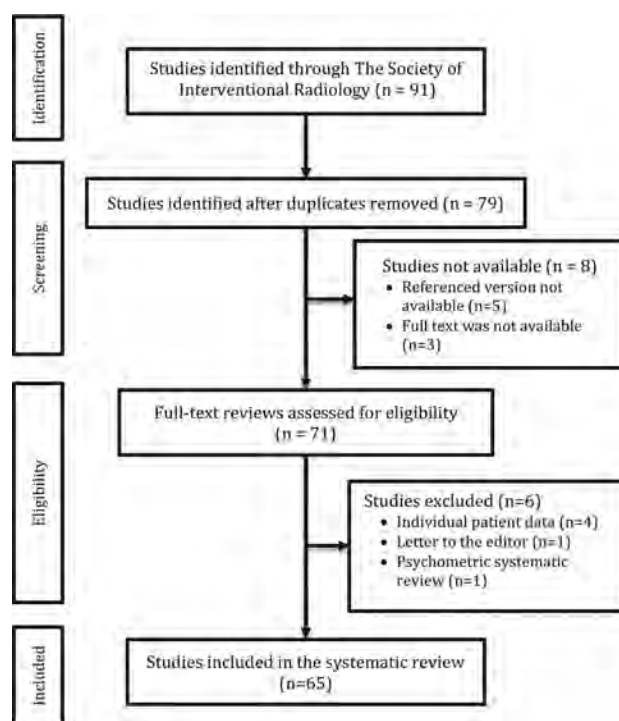 Identification
Studies identified through The Society of
Interventional Radiology (n = 91)
Screening
Studies identified after duplicates removed (n = 79)
Studies not available (n = 8)
• Referenced version not
available (n=5)
• Full text was not available
(n=3)
Eligibility
Full-text reviews assessed for eligibility
(n = 71)
Studies excluded (n=6)
• Individual patient data (n=4)
• Letter to the editor (n=1)
• Psychometric systematic
review (n=1)
Included
Studies included in the systematic review
(n=65)